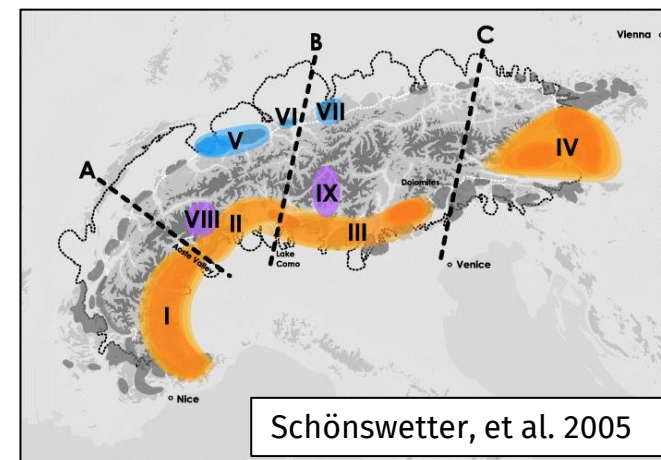 B
C
Vienna
VI
VII
V
IV
A
IX
Dolomites
VIII
II
III
Aosta Valley
Lake
Como
Venice
I
Nice
Schönswetter, et al. 2005